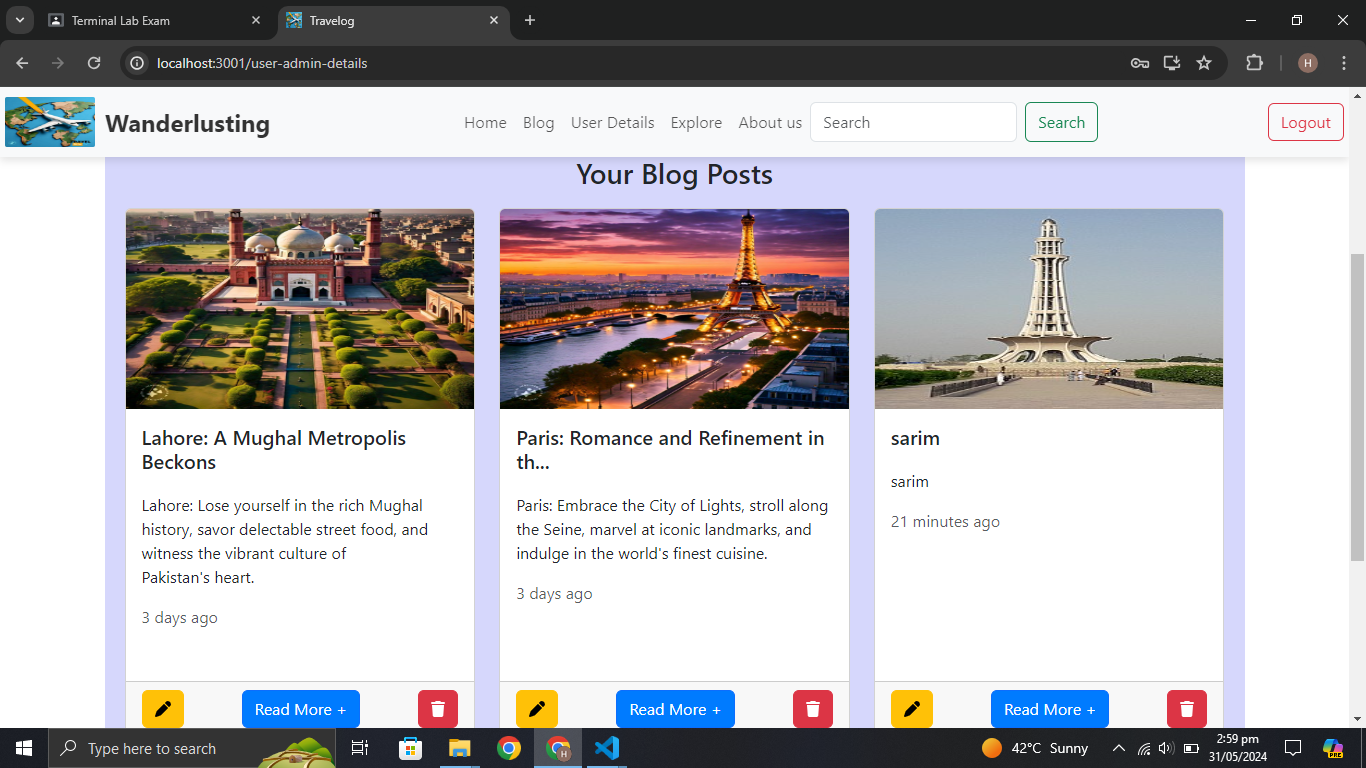 Terminal Lab Exam
Travelog
localhost:3001/user-admin-details
H
Wanderlusting
Home Blog User Details Explore About us Search Search Logout
Your Blog Posts
Lahore: A Mughal Metropolis
Beckons
Lahore: Lose yourself in the rich Mughal
history, savor delectable street food, and
witness the vibrant culture of
Pakistan's heart.
3 days ago
Read More +
Paris: Romance and Refinement in
th...
Paris: Embrace the City of Lights, stroll along
the Seine, marvel at iconic landmarks, and
indulge in the world's finest cuisine.
3 days ago
Read More +
sarim
sarim
21 minutes ago
Read More +
Type here to search
H
42°C Sunny
2:59 pm
31/05/2024
PRE